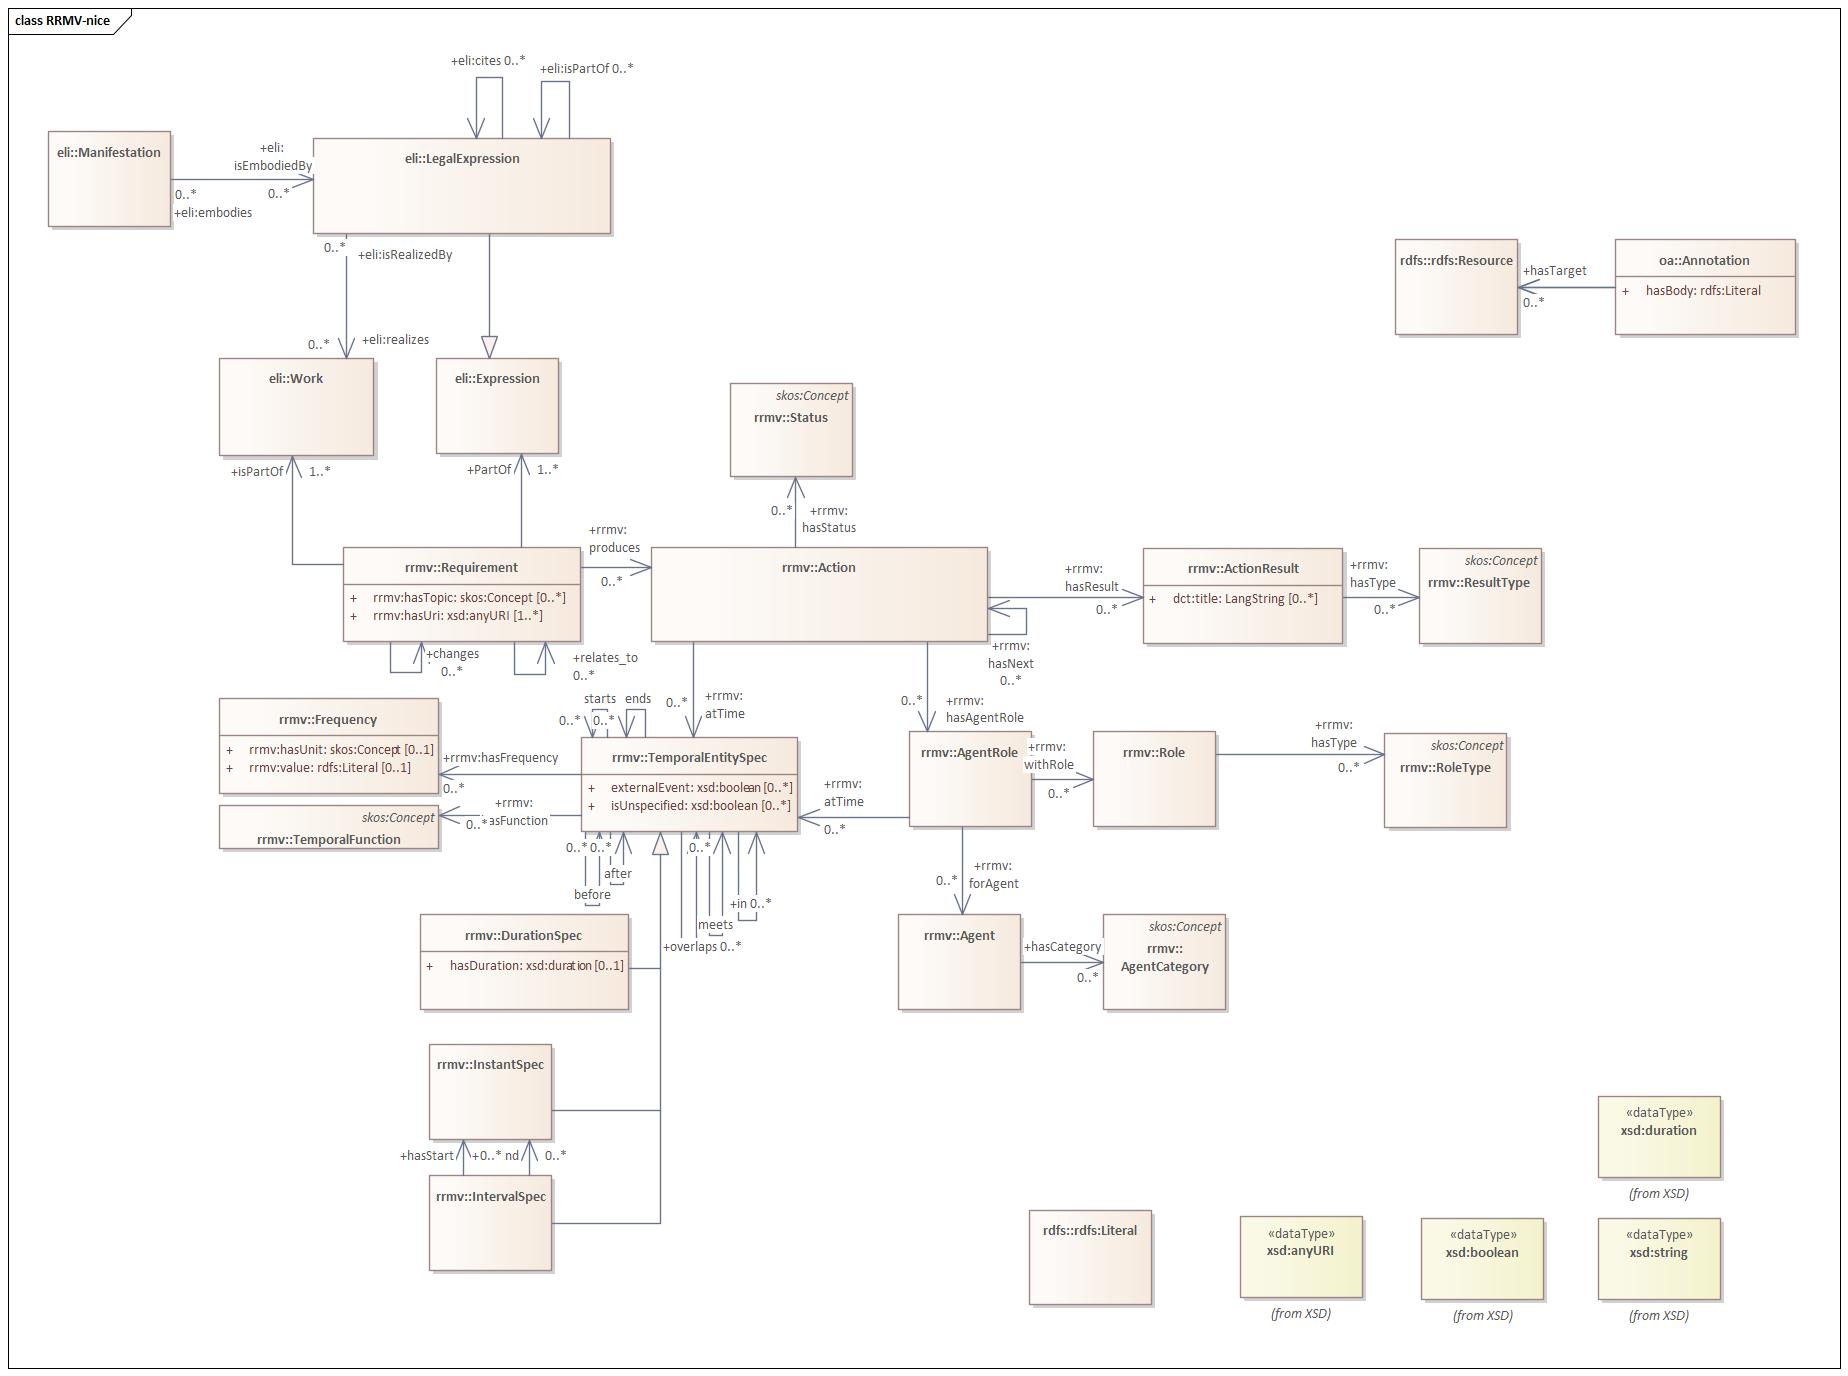 class RRMV-nice
+eli:cites 0..*
+eli:isPartOf 0..*
eli::Manifestation
+eli:
isEmbodiedBy
0..*
0..*
+eli:embodies
eli::LegalExpression
0..*
+eli:isRealizedBy
0..*
+eli:realizes
rdfs::rdfs:Resource
+hasTarget
0..*
oa::Annotation
+ hasBody: rdfs:Literal
eli::Work
eli::Expression
skos:Concept
rrmv::Status
+isPartOf
1..*
+PartOf
1..*
0..*
+rrmv:
hasStatus
+rrmv:
produces
0..*
rrmv::Requirement
+ rrmv:hasTopic: skos:Concept [0..*]
+ rrmv:hasUri: xsd:anyURI [1..*]
rrmv::Action
+rrmv:
hasResult
0..*
rrmv::ActionResult
+ dct:title: LangString [0..*]
+rrmv:
hasType
0..*
skos:Concept
rrmv::ResultType
+changes
0..*
+relates_to
0..*
+rrmv:
hasNext
0..*
starts
ends
0..*
0..*
0..*
+rrmv:
atTime
0..*
+rrmv:
hasAgentRole
rrmv::Frequency
+ rrmv:hasUnit: skos:Concept [0..1]
+ rrmv:value: rdfs:Literal [0..1]
+rrmv:hasFrequency
0..*
rrmv::TemporalEntitySpec
+ externalEvent: xsd:boolean [0..*]
+ isUnspecified: xsd:boolean [0..*]
+rrmv:
atTime
0..*
rrmv::AgentRole
+rrmv:
withRole
0..*
rrmv::Role
+rrmv:
hasType
0..*
skos:Concept
rrmv::RoleType
skos:Concept
rrmv::TemporalFunction
+rrmv:
0..*
asFunction
0..*
0..*
0..*
after
before
+in 0..*
meets
+overlaps 0..*
0..*
+rrmv:
forAgent
rrmv::DurationSpec
+ hasDuration: xsd:duration [0..1]
rrmv::Agent
+hasCategory
0..*
skos:Concept
rrmv::
AgentCategory
rrmv::InstantSpec
+hasStart
+0..*
nd
0..*
rrmv::IntervalSpec
«dataType»
xsd:duration
(from XSD)
rdfs::rdfs:Literal
«dataType»
xsd:anyURI
(from XSD)
«dataType»
xsd:boolean
(from XSD)
«dataType»
xsd:string
(from XSD)